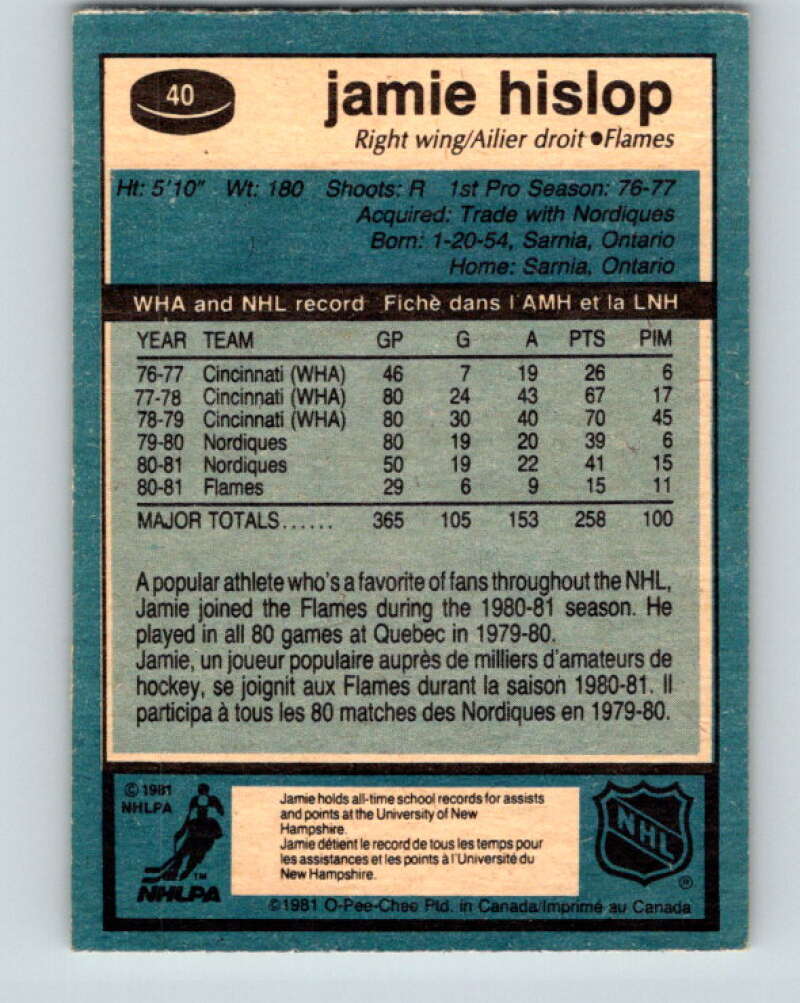 40
jamie hislop
Right wing/Ailier droit ● Flames
Ht: 5'10" Wt: 180 Shoots: R 1st Pro Season: 76-77
Acquired: Trade with Nordiques
Born: 1-20-54, Sarnia, Ontario
Home: Sarnia, Ontario
WHA and NHL record Fichè dans l'AMH et la LNH
YEAR TEAM GP G A PTS PIM
76-77 Cincinnati (WHA) 46 7 19 26 6
77-78 Cincinnati (WHA) 80 24 43 67 17
78-79 Cincinnati (WHA) 80 30 40 70 45
79-80 Nordiques 80 19 20 39 6
80-81 Nordiques 50 19 22 41 15
80-81 Flames 29 6 9 15 11
MAJOR TOTALS...... 365 105 153 258 100
A popular athlete who's a favorite of fans throughout the NHL,
Jamie joined the Flames during the 1980-81 season. He
played in all 80 games at Quebec in 1979-80.
Jamie, un joueur populaire auprès de milliers d'amateurs de
hockey, se joignit aux Flames durant la saison 1980-81. Il
participa à tous les 80 matches des Nordiques en 1979-80.
© 1981
NHLPA
Jamie holds all-time school records for assists
and points at the University of New
Hampshire.
Jamie détient le record de tous les temps pour
les assistances et les points à l'Université du
New Hampshire.
NHL
®
™
NHLPA
©1981 O-Pee-Chee Ptd. in Canada/Imprimé au Canada